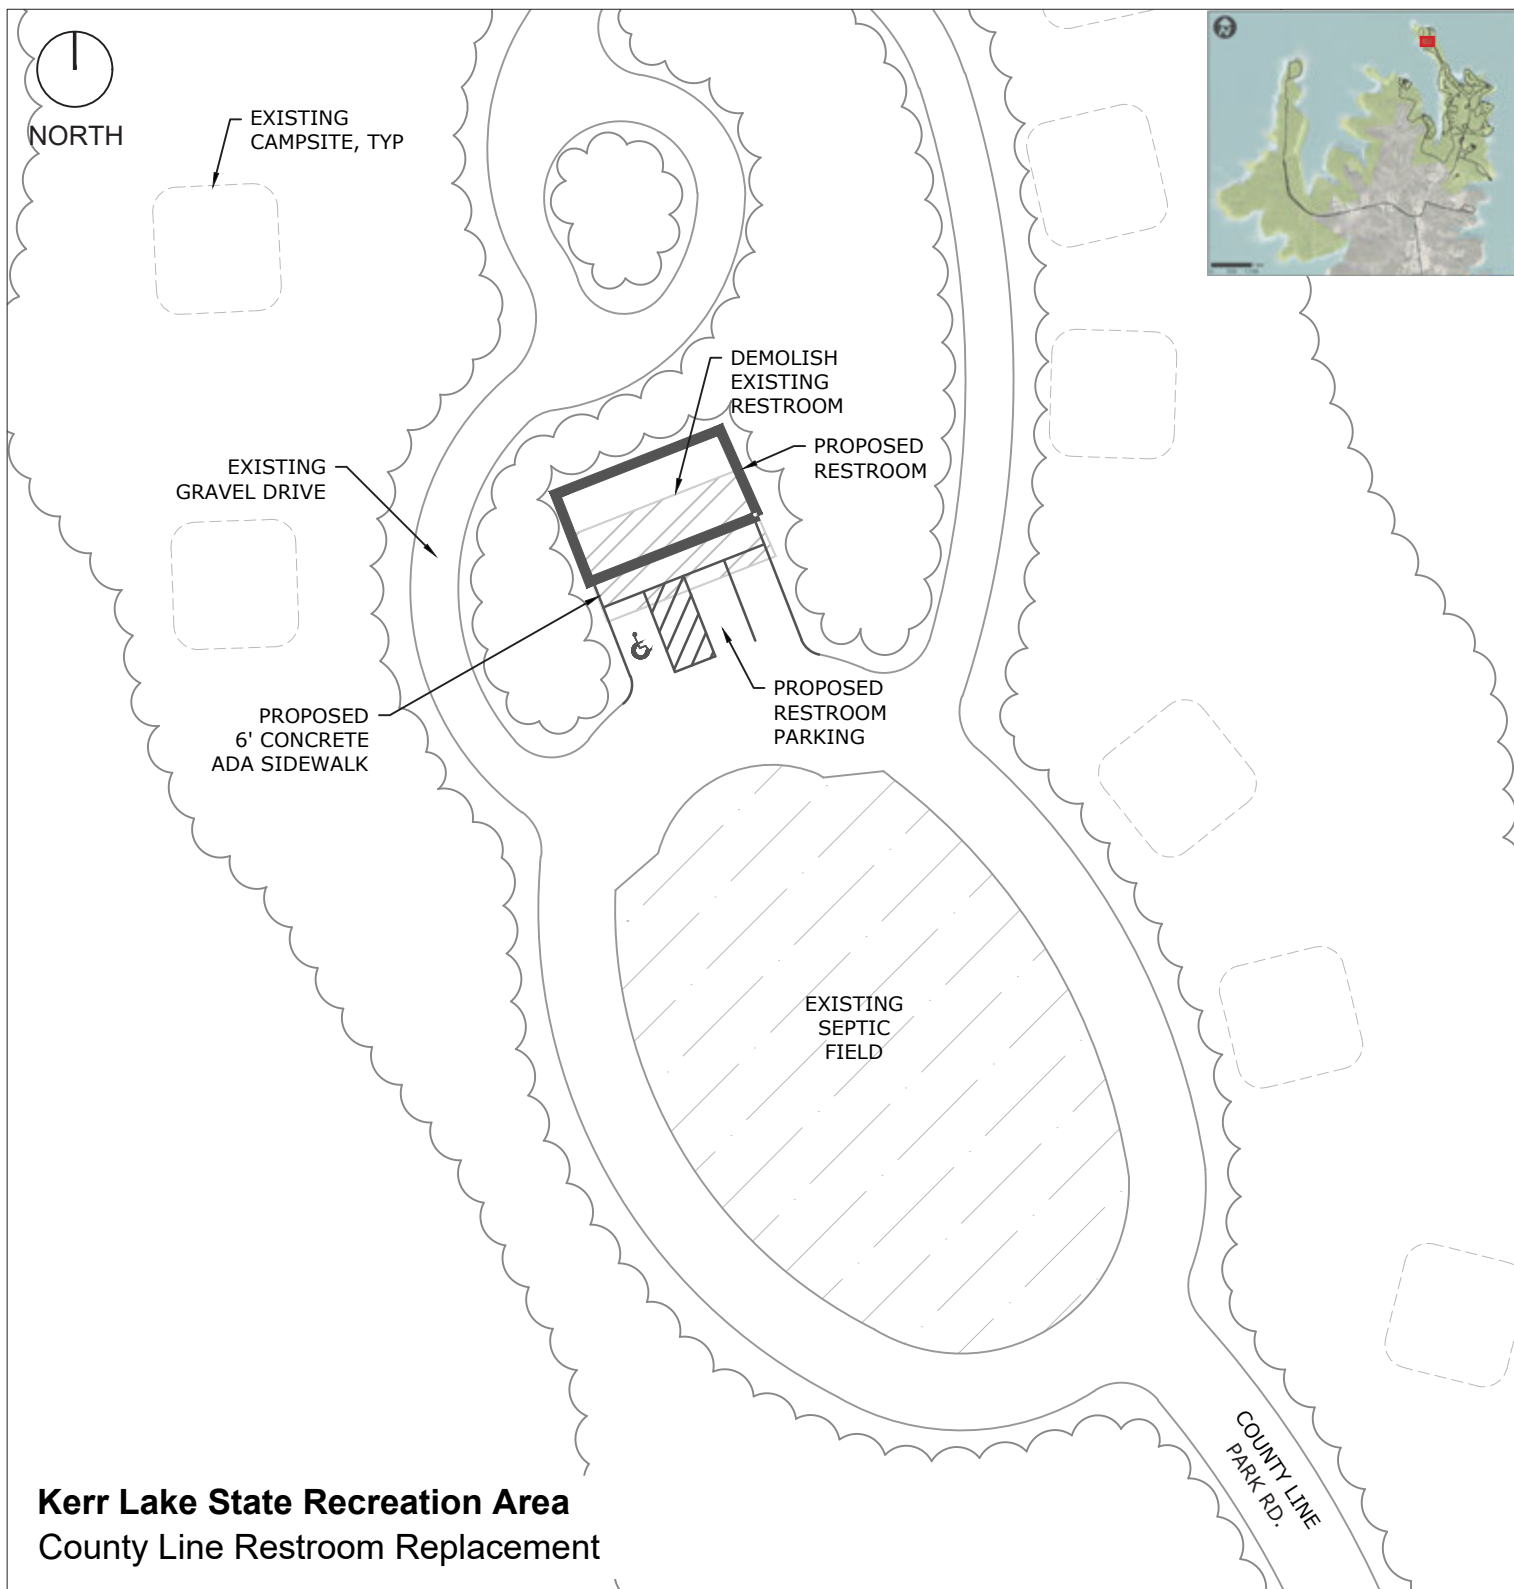 NORTH
EXISTING
CAMPSITE, TYP
DEMOLISH
EXISTING
RESTROOM
PROPOSED
RESTROOM
EXISTING
GRAVEL DRIVE
PROPOSED
6' CONCRETE
ADA SIDEWALK
PROPOSED
RESTROOM
PARKING
EXISTING
SEPTIC
FIELD
COUNTY LINE
PARK RD.
Kerr Lake State Recreation Area
County Line Restroom Replacement